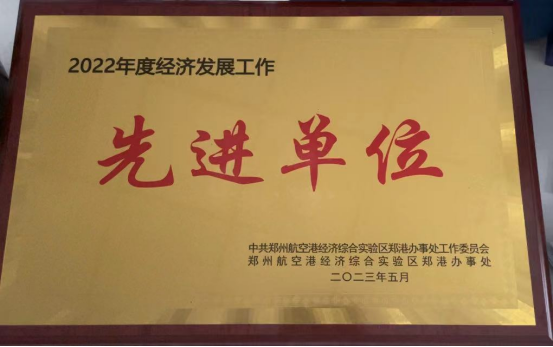 2022年度经济发展工作
先进单位
中共郑州航空港经济综合实验区郑港办事处工作委员会
郑州航空港经济综合实验区郑港办事处
二〇二三年五月